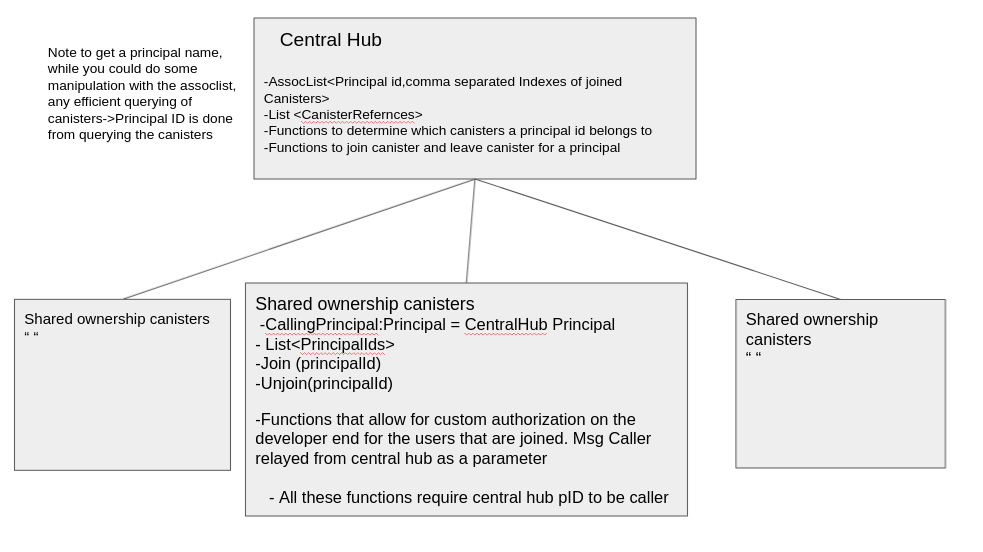 Note to get a principal name,
while you could do some
manipulation with the assoclist,
any efficient querying of
canisters->Principal ID is done
from querying the canisters
Central Hub
-AssocList<Principal id,comma separated Indexes of joined
Canisters>
-List <CanisterRefernces>
-Functions to determine which canisters a principal id belongs to
-Functions to join canister and leave canister for a principal
Shared ownership canisters
“ “
Shared ownership canisters
-CallingPrincipal:Principal = CentralHub Principal
- List<PrincipalIds>
-Join (principalId)
-Unjoin(principalId)
-Functions that allow for custom authorization on the
developer end for the users that are joined. Msg Caller
relayed from central hub as a parameter
- All these functions require central hub pID to be caller
Shared ownership
canisters
“ “